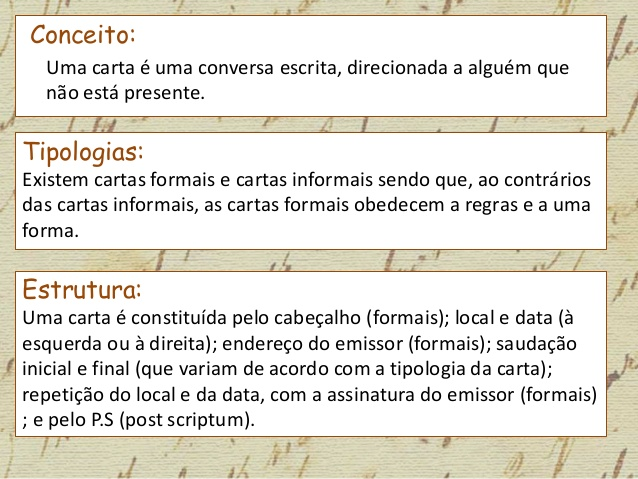 Conceito:
Uma carta é uma conversa escrita, direcionada a alguém que
não está presente.
Tipologias:
Existem cartas formais e cartas informais sendo que, ao contrários
das cartas informais, as cartas formais obedecem a regras e a uma
forma.
Estrutura:
Uma carta é constituída pelo cabeçalho (formais); local e data (à
esquerda ou à direita); endereço do emissor (formais); saudação
inicial e final (que variam de acordo com a tipologia da carta);
repetição do local e da data, com a assinatura do emissor (formais)
; e pelo P.S (post scriptum).